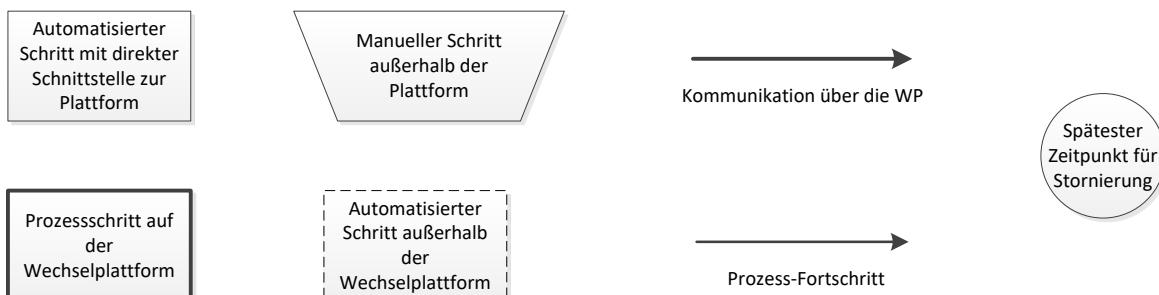 Automatisierter
Schritt mit direkter
Schnittstelle zur
Plattform
Manueller Schritt
außerhalb der
Plattform
Kommunikation über die WP
Spätester
Zeitpunkt für
Stornierung
Prozessschritt auf
der
Wechselplattform
Automatisierter
Schritt außerhalb
der
Wechselplattform
Prozess-Fortschritt